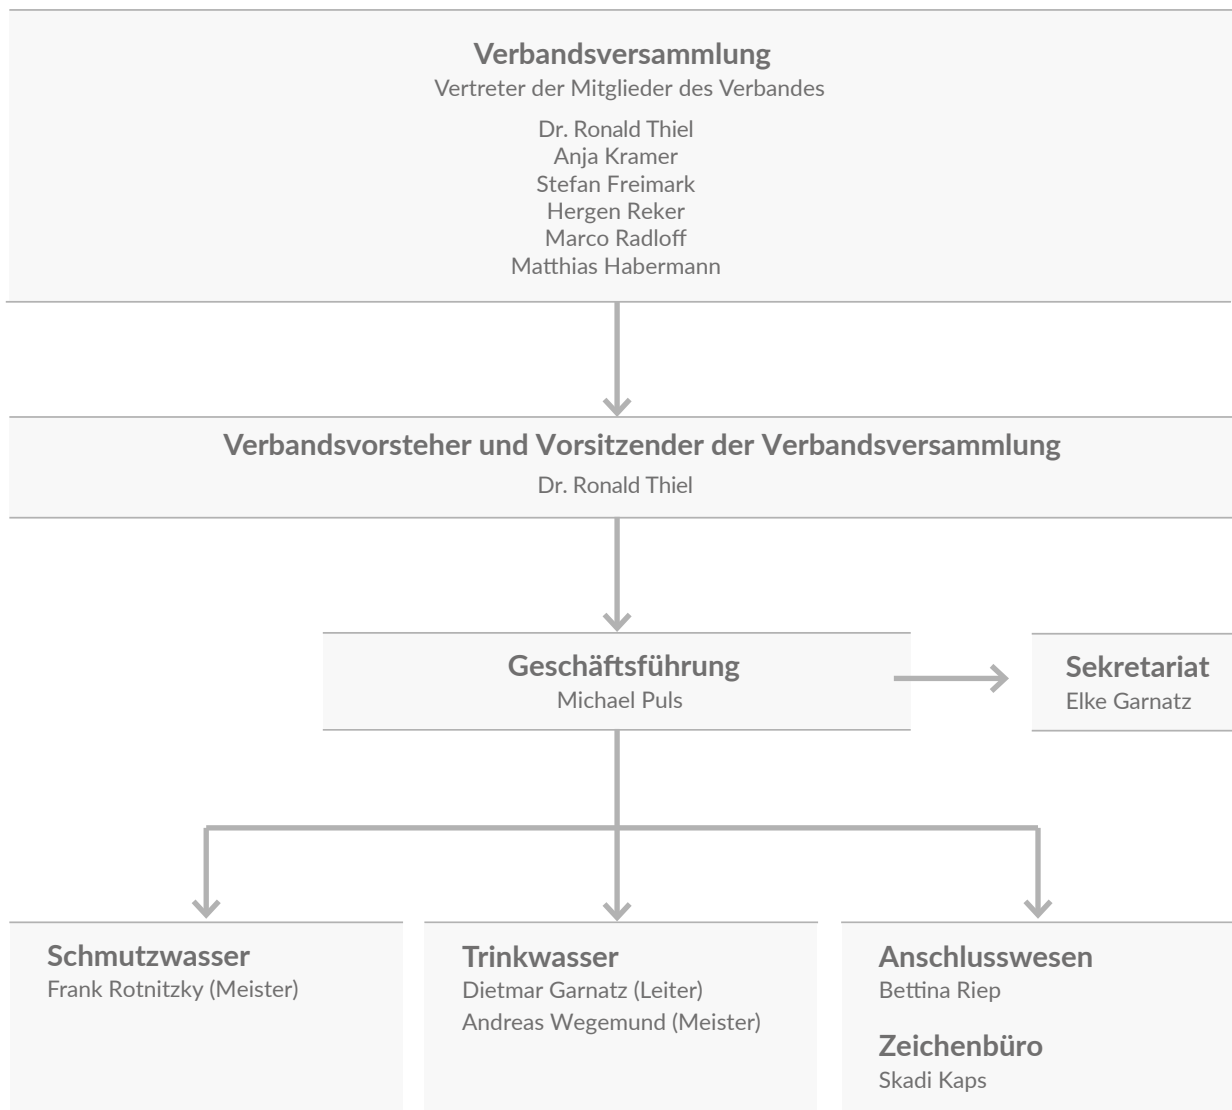 Verbandsversammlung
Vertreter der Mitglieder des Verbandes
Dr. Ronald Thiel
Anja Kramer
Stefan Freimark
Hergen Reker
Marco Radloff
Matthias Habermann
Verbandsvorsteher und Vorsitzender der Verbandsversammlung
Dr. Ronald Thiel
Geschäftsführung
Michael Puls
Sekretariat
Elke Garnatz
Schmutzwasser
Frank Rotnitzky (Meister)
Trinkwasser
Dietmar Garnatz (Leiter)
Andreas Wegemund (Meister)
Anschlusswesen
Bettina Riep
Zeichenbüro
Skadi Kaps